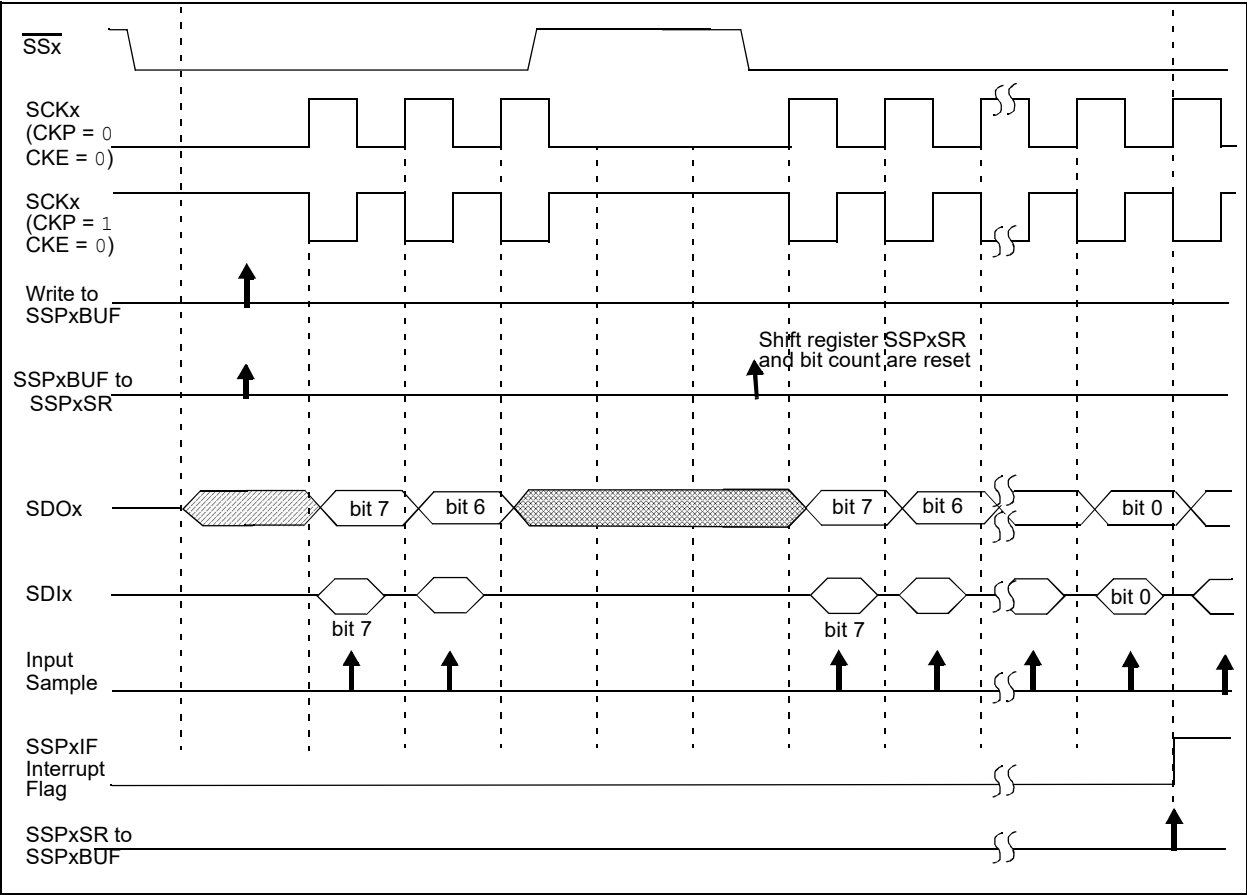 SSx
SCKx
(CKP = 0
CKE = 0)
SCKx
(CKP = 1
CKE = 0)
Write to
SSPxBUF
Shift register SSPxSR
and bit count are reset
SSPxBUF to
SSPxSR
SDOx
bit 7
bit 6
bit 7
bit 6
bit 0
SDIx
bit 0
bit 7
bit 7
Input
Sample
SSPxIF
Interrupt
Flag
SSPxSR to
SSPxBUF